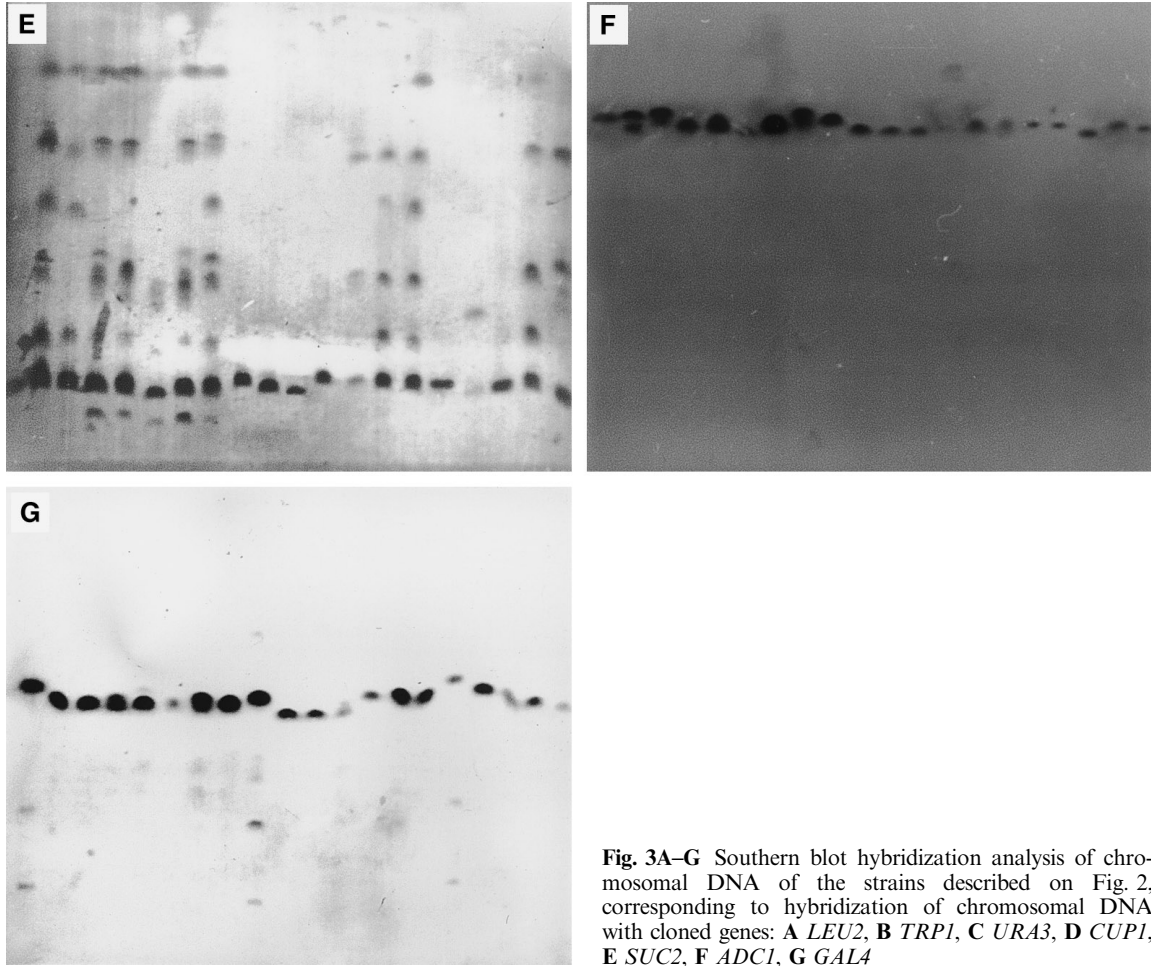 E
F
G
Fig. 3A–G Southern blot hybridization analysis of chro-
mosomal DNA of the strains described on Fig. 2,
corresponding to hybridization of chromosomal DNA
with cloned genes: A LEU2, B TRP1, C URA3, D CUP1,
E SUC2, F ADC1, G GAL4